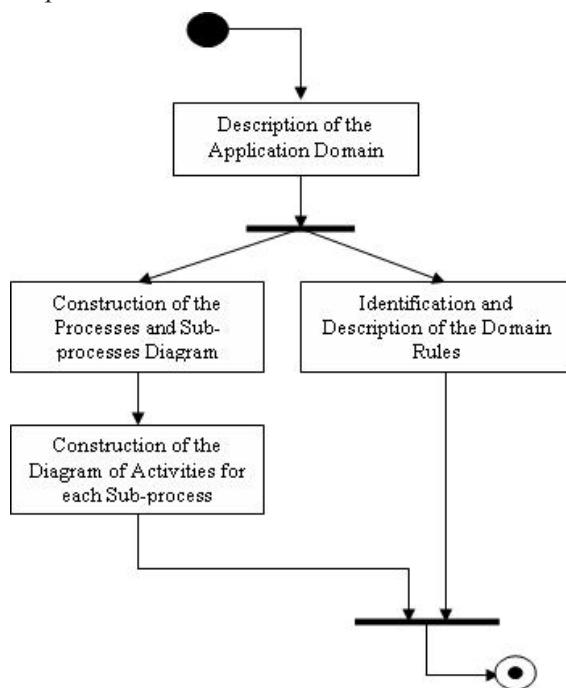 Description of the
Application Domain
Construction of the
Processes and Sub-
processes Diagram
Identification and
Description of the Domain
Rules
Construction of the
Diagram of Activities for
each Sub-process